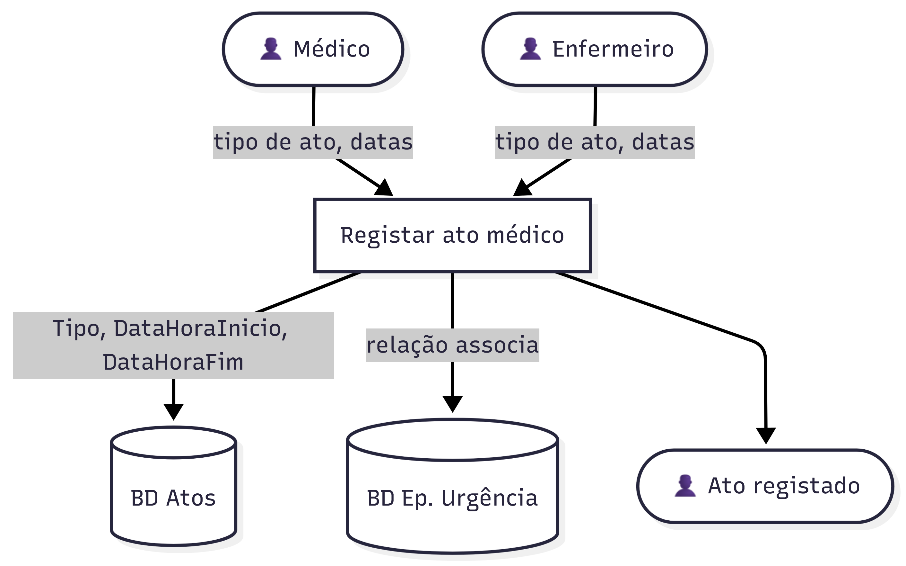 Médico
Enfermeiro
tipo de ato, datas
tipo de ato, datas
Registar ato médico
Tipo, DataHoraInicio,
DataHoraFim
relação associa
BD Atos
BD Ep. Urgência
Ato registado